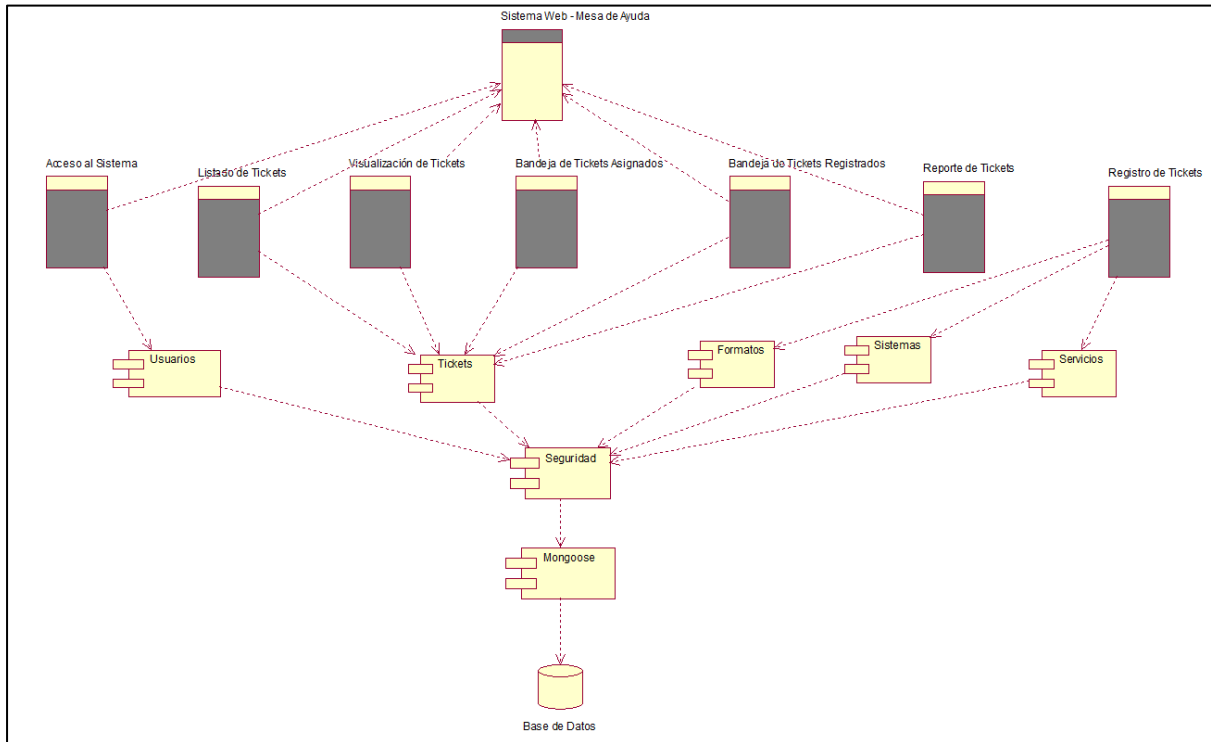 Sistema Web - Mesa de Ayuda
Acceso al Sistema
Listado de Tickets
Visualización de Tickets
Bandeja de Tickets Asignados
Bandeja de Tickets Registrados
Reporte de Tickets
Registro de Tickets
Usuarios
Tickets
Formatos
Sistemas
Servicios
Seguridad
Mongoose
Base de Datos